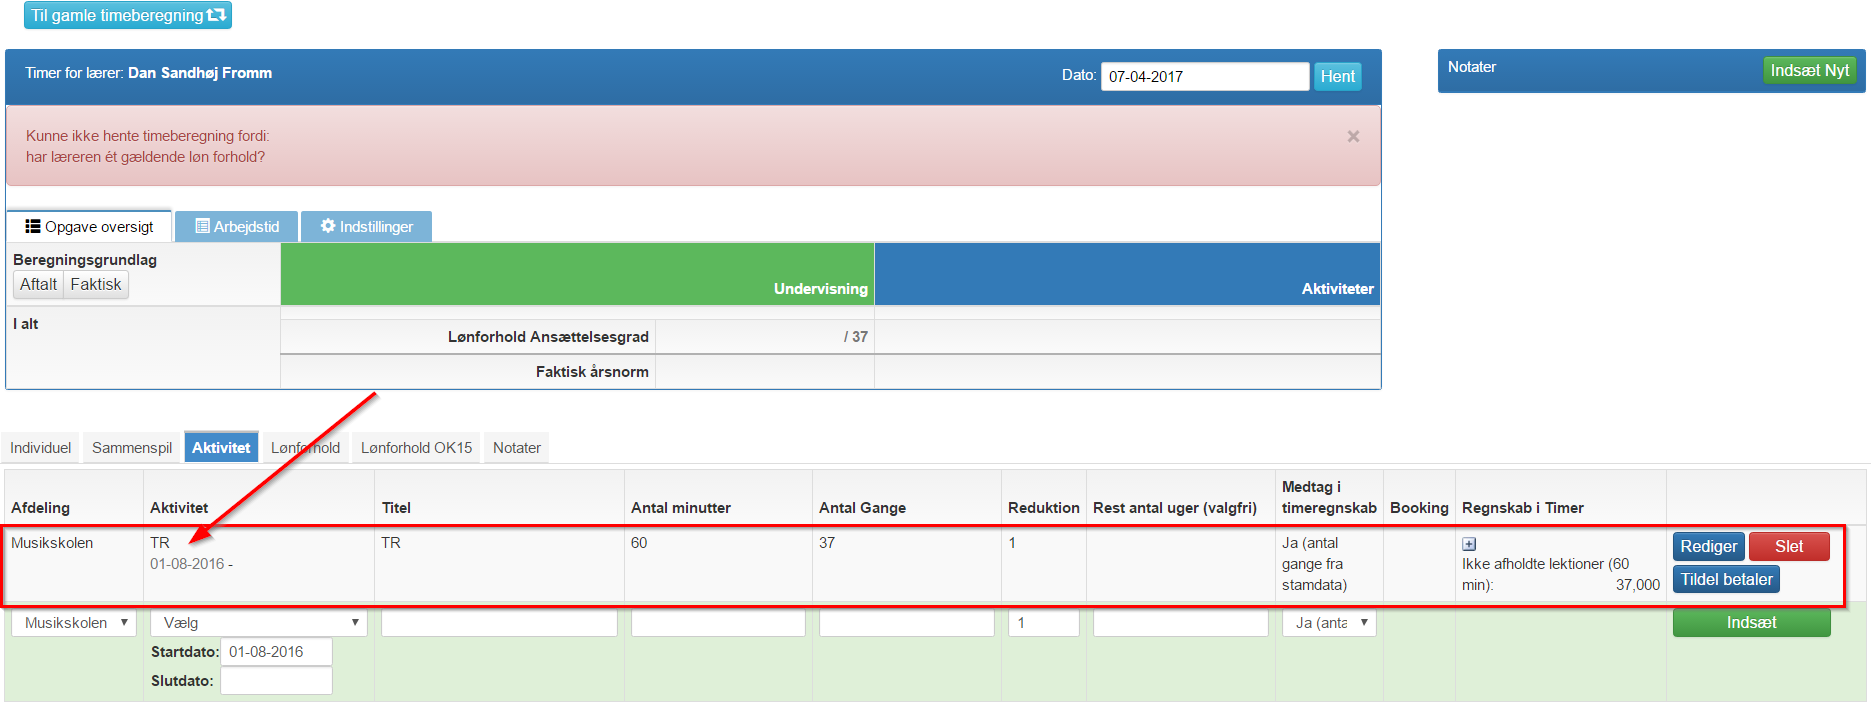 Til gamle timeberegning
Timer for lærer: Dan Sandhøj Fromm
Dato: 07-04-2017 Hent
Notater
Indsæt Nyt
Kunne ikke hente timeberegning fordi:
har læreren ét gældende løn forhold?
×
Opgave oversigt
Arbejdstid
Indstillinger
Beregningsgrundlag
Aftalt Faktisk
Undervisning
Aktiviteter
I alt
Lønforhold Ansættelsesgrad
/ 37
Faktisk årsnorm
Individuel
Sammenspil
Aktivitet
Lønforhold
Lønforhold OK15
Notater
Afdeling
Aktivitet
Titel
Antal minutter
Antal Gange
Reduktion
Rest antal uger (valgfri)
Medtag i
timeregnskab
Booking
Regnskab i Timer
Musikskolen
TR
01-08-2016 -
TR
60
37
1
Ja (antal
gange fra
stamdata)
Ikke afholdte lektioner (60
min): 37,000
Rediger
Slet
Tildel betaler
Musikskolen
Vælg
Startdato: 01-08-2016
Slutdato:
1
Ja (anta
Indsæt